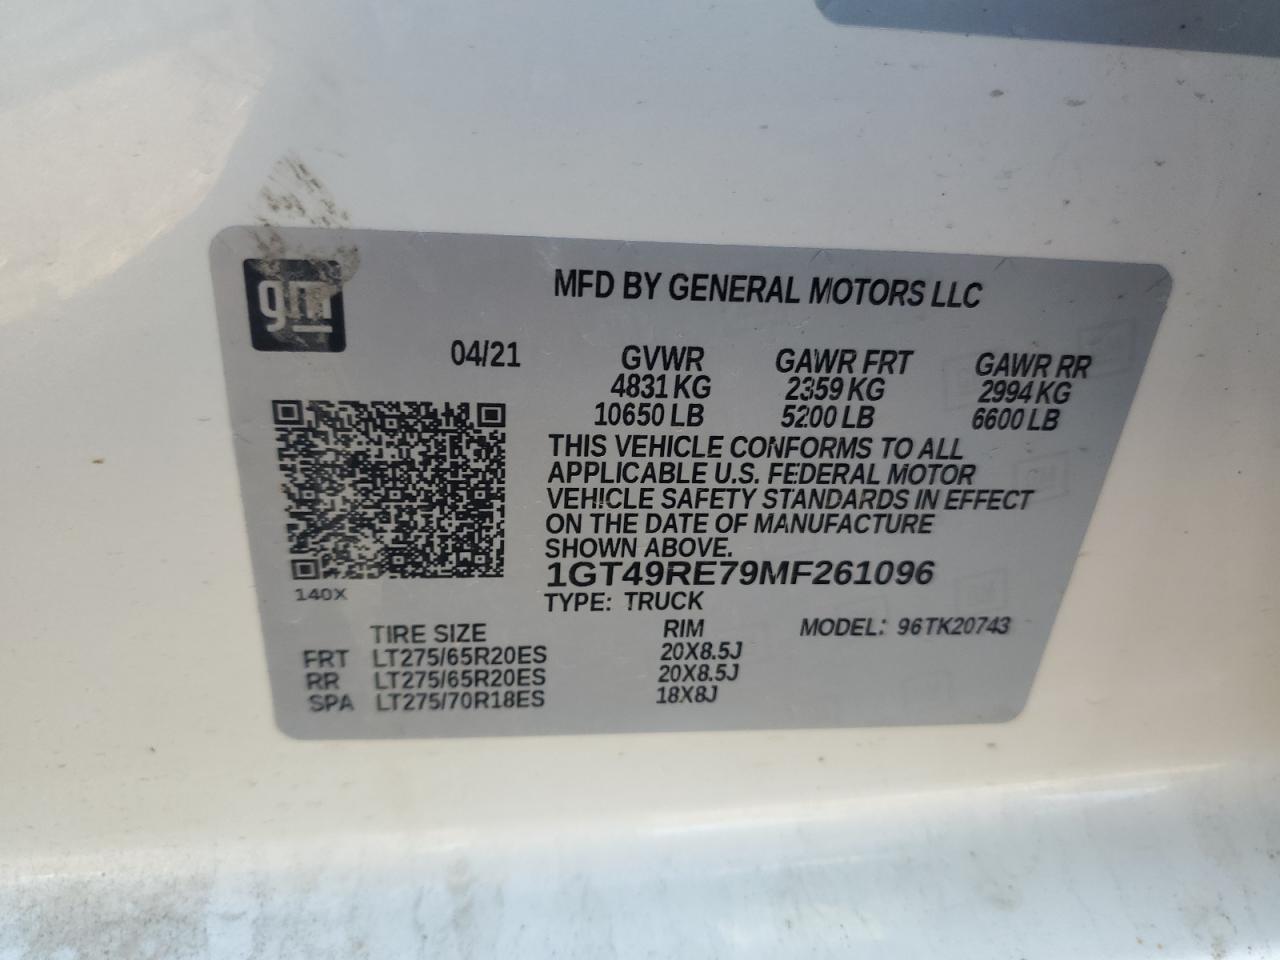 gm
MFD BY GENERAL MOTORS LLC
04/21
GVWR GAWR FRT GAWR RR
4831 KG 2359 KG 2994 KG
10650 LB 5200 LB 6600 LB
THIS VEHICLE CONFORMS TO ALL
APPLICABLE U.S. FEDERAL MOTOR
VEHICLE SAFETY STANDARDS IN EFFECT
ON THE DATE OF MANUFACTURE
SHOWN ABOVE.
1GT49RE79MF261096
140X
TYPE: TRUCK
TIRE SIZE RIM MODEL: 96TK20743
FRT LT275/65R20ES 20X8.5J
RR LT275/65R20ES 20X8.5J
SPA LT275/70R18ES 18X8J